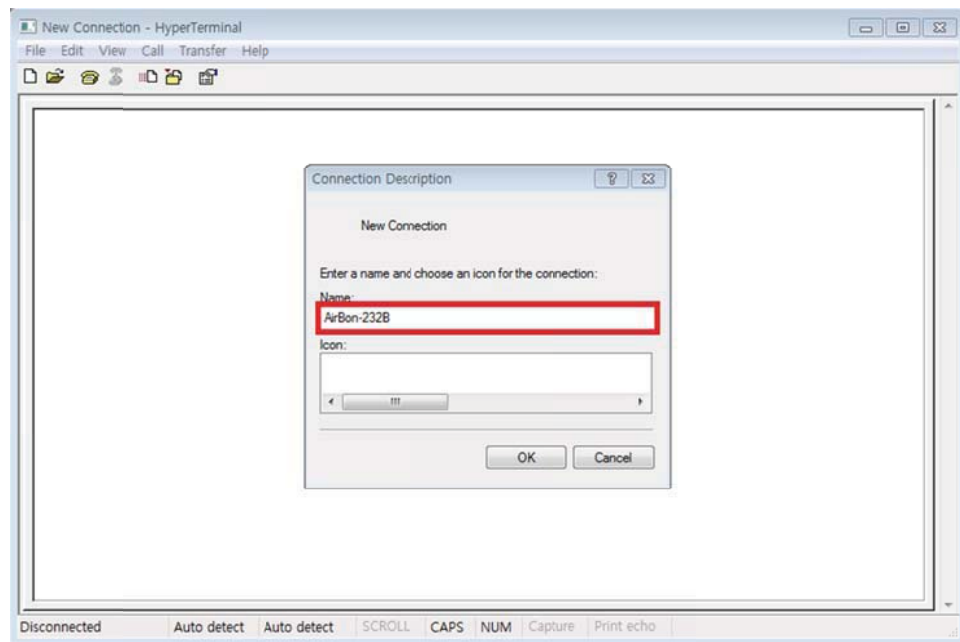 New Connection - HyperTerminal
File Edit View Call Transfer Help
Connection Description
New Connection
Enter a name and choose an icon for the connection:
Name:
AirBon-232B
Icon:
OK Cancel
Disconnected Auto detect Auto detect SCROLL CAPS NUM Capture Print echo